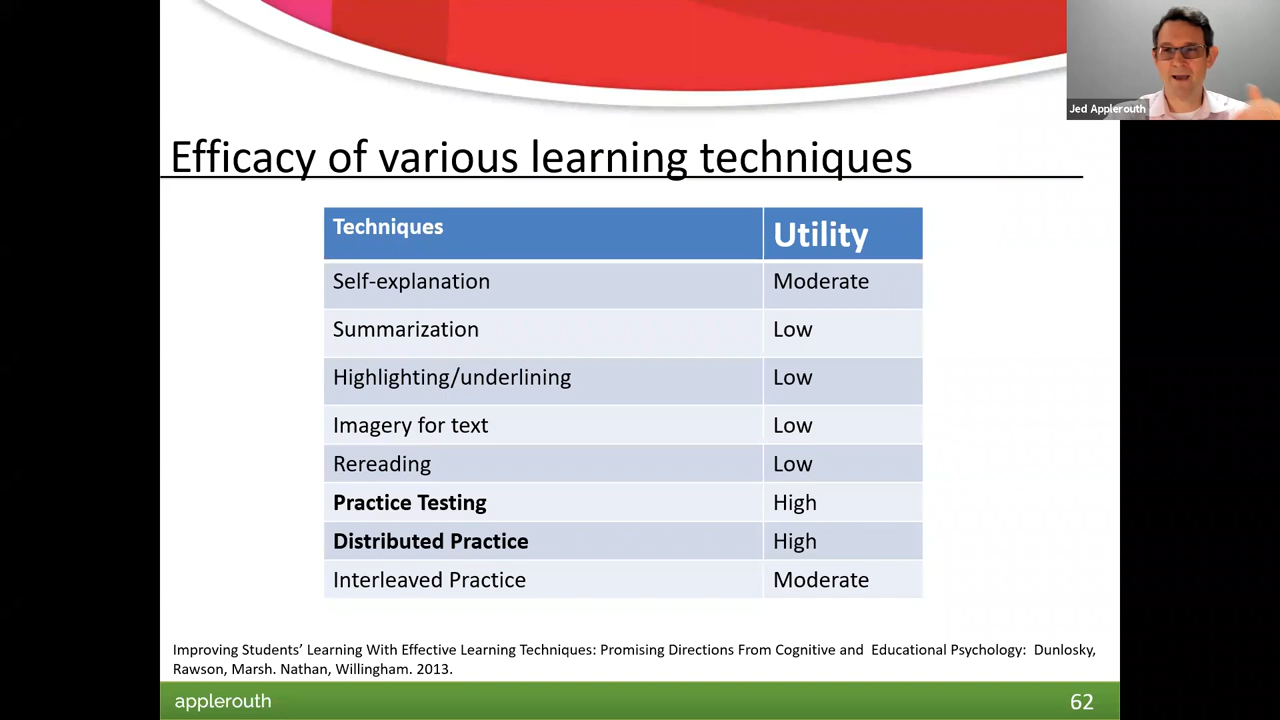 Jed Applerouth
Efficacy of various learning techniques
Techniques Utility
Self-explanation Moderate
Summarization Low
Highlighting/underlining Low
Imagery for text Low
Rereading Low
Practice Testing High
Distributed Practice High
Interleaved Practice Moderate
Improving Students’ Learning With Effective Learning Techniques: Promising Directions From Cognitive and Educational Psychology: Dunlosky,
Rawson, Marsh. Nathan, Willingham. 2013.
applerouth 62